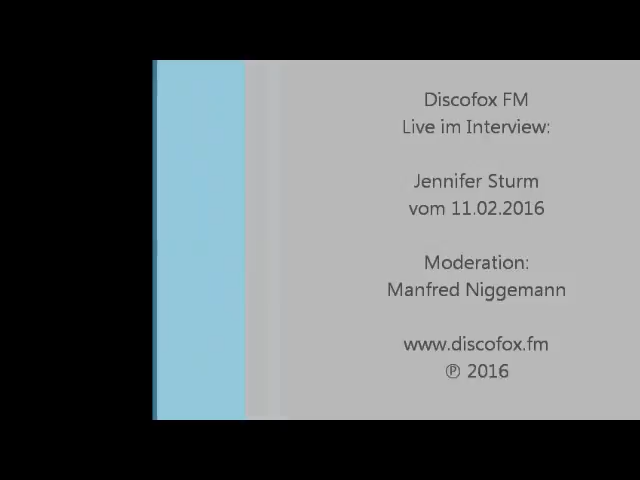 Discofox FM
Live im Interview:
Jennifer Sturm
vom 11.02.2016
Moderation:
Manfred Niggemann
www.discofox.fm
℗ 2016